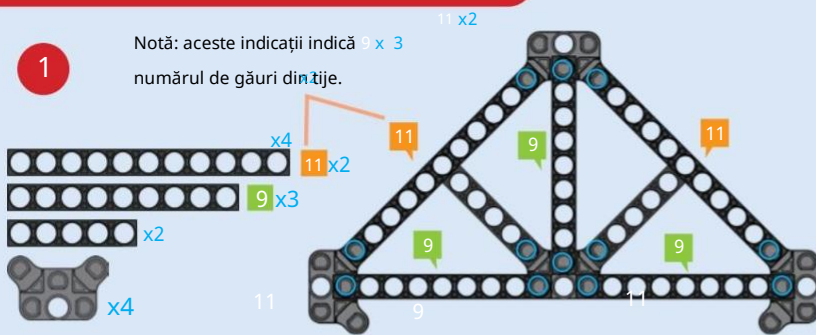 11 x2
1
Notă: aceste indicații indică 9 x 3
numărul de găuri din tije.
x2
x4
11 x2
9 x3
x2
x4
11
11
9
9
9
11
9
11